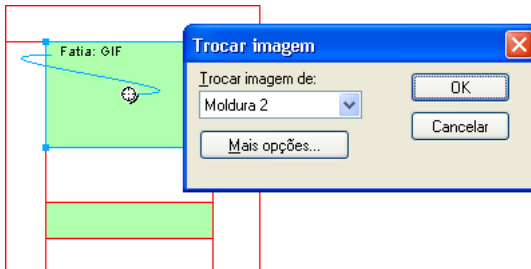 Fatia: GIF
Trocar imagem
Trocar imagem de:
Moldura 2
Mais opções...
OK
Cancelar